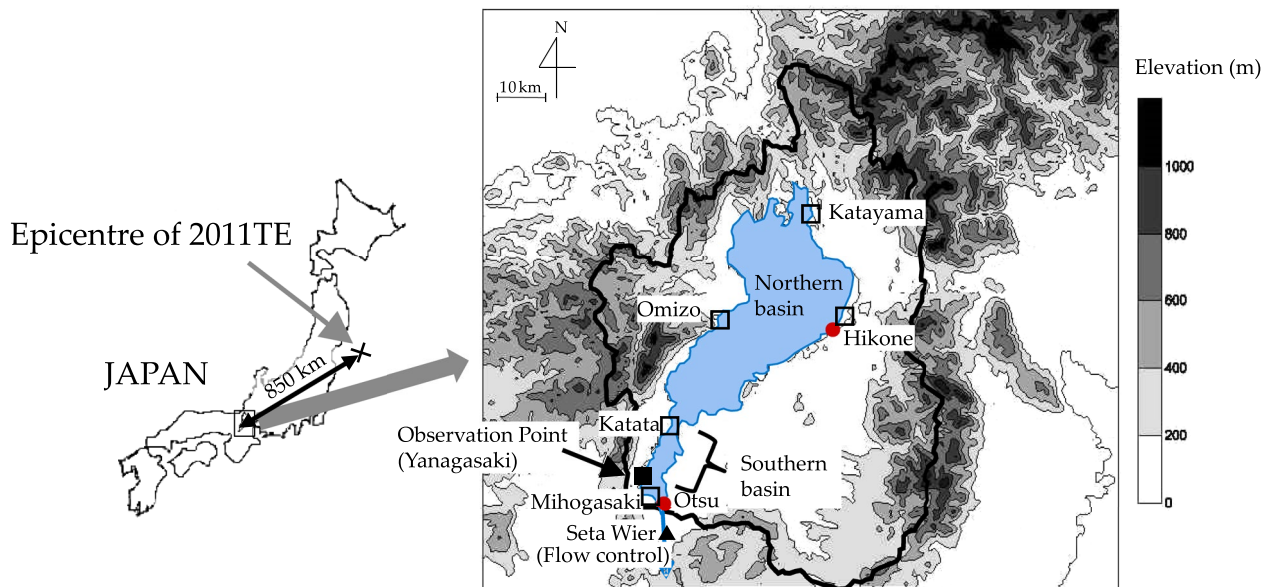 Epicentre of 2011TE
JAPAN
850 km
N
10 km
Katayama
Northern
basin
Omizo
Hikone
Katata
Observation Point
(Yanagasaki)
Southern
basin
Mihogasaki
Otsu
Seta Wier
(Flow control)
Elevation (m)
1000
800
600
400
200
0